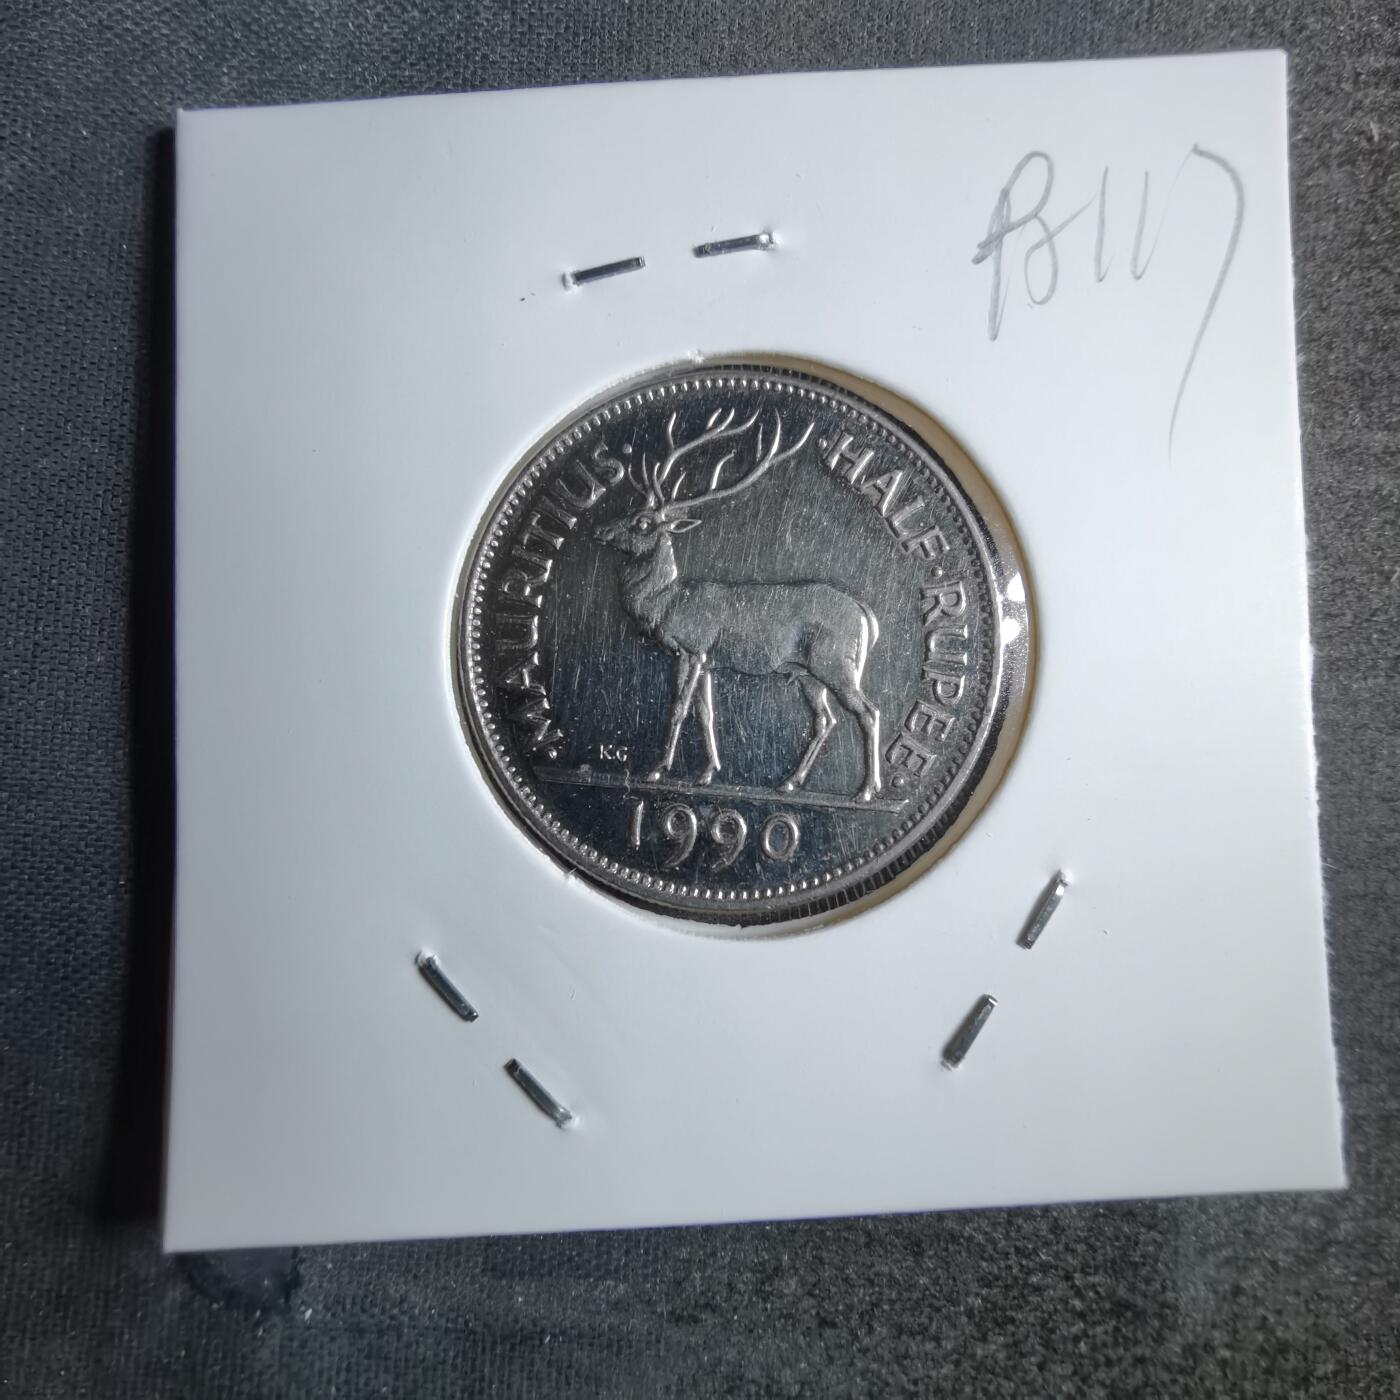 B117
MAURITIUS · HALF · RUPEE
KG
1990